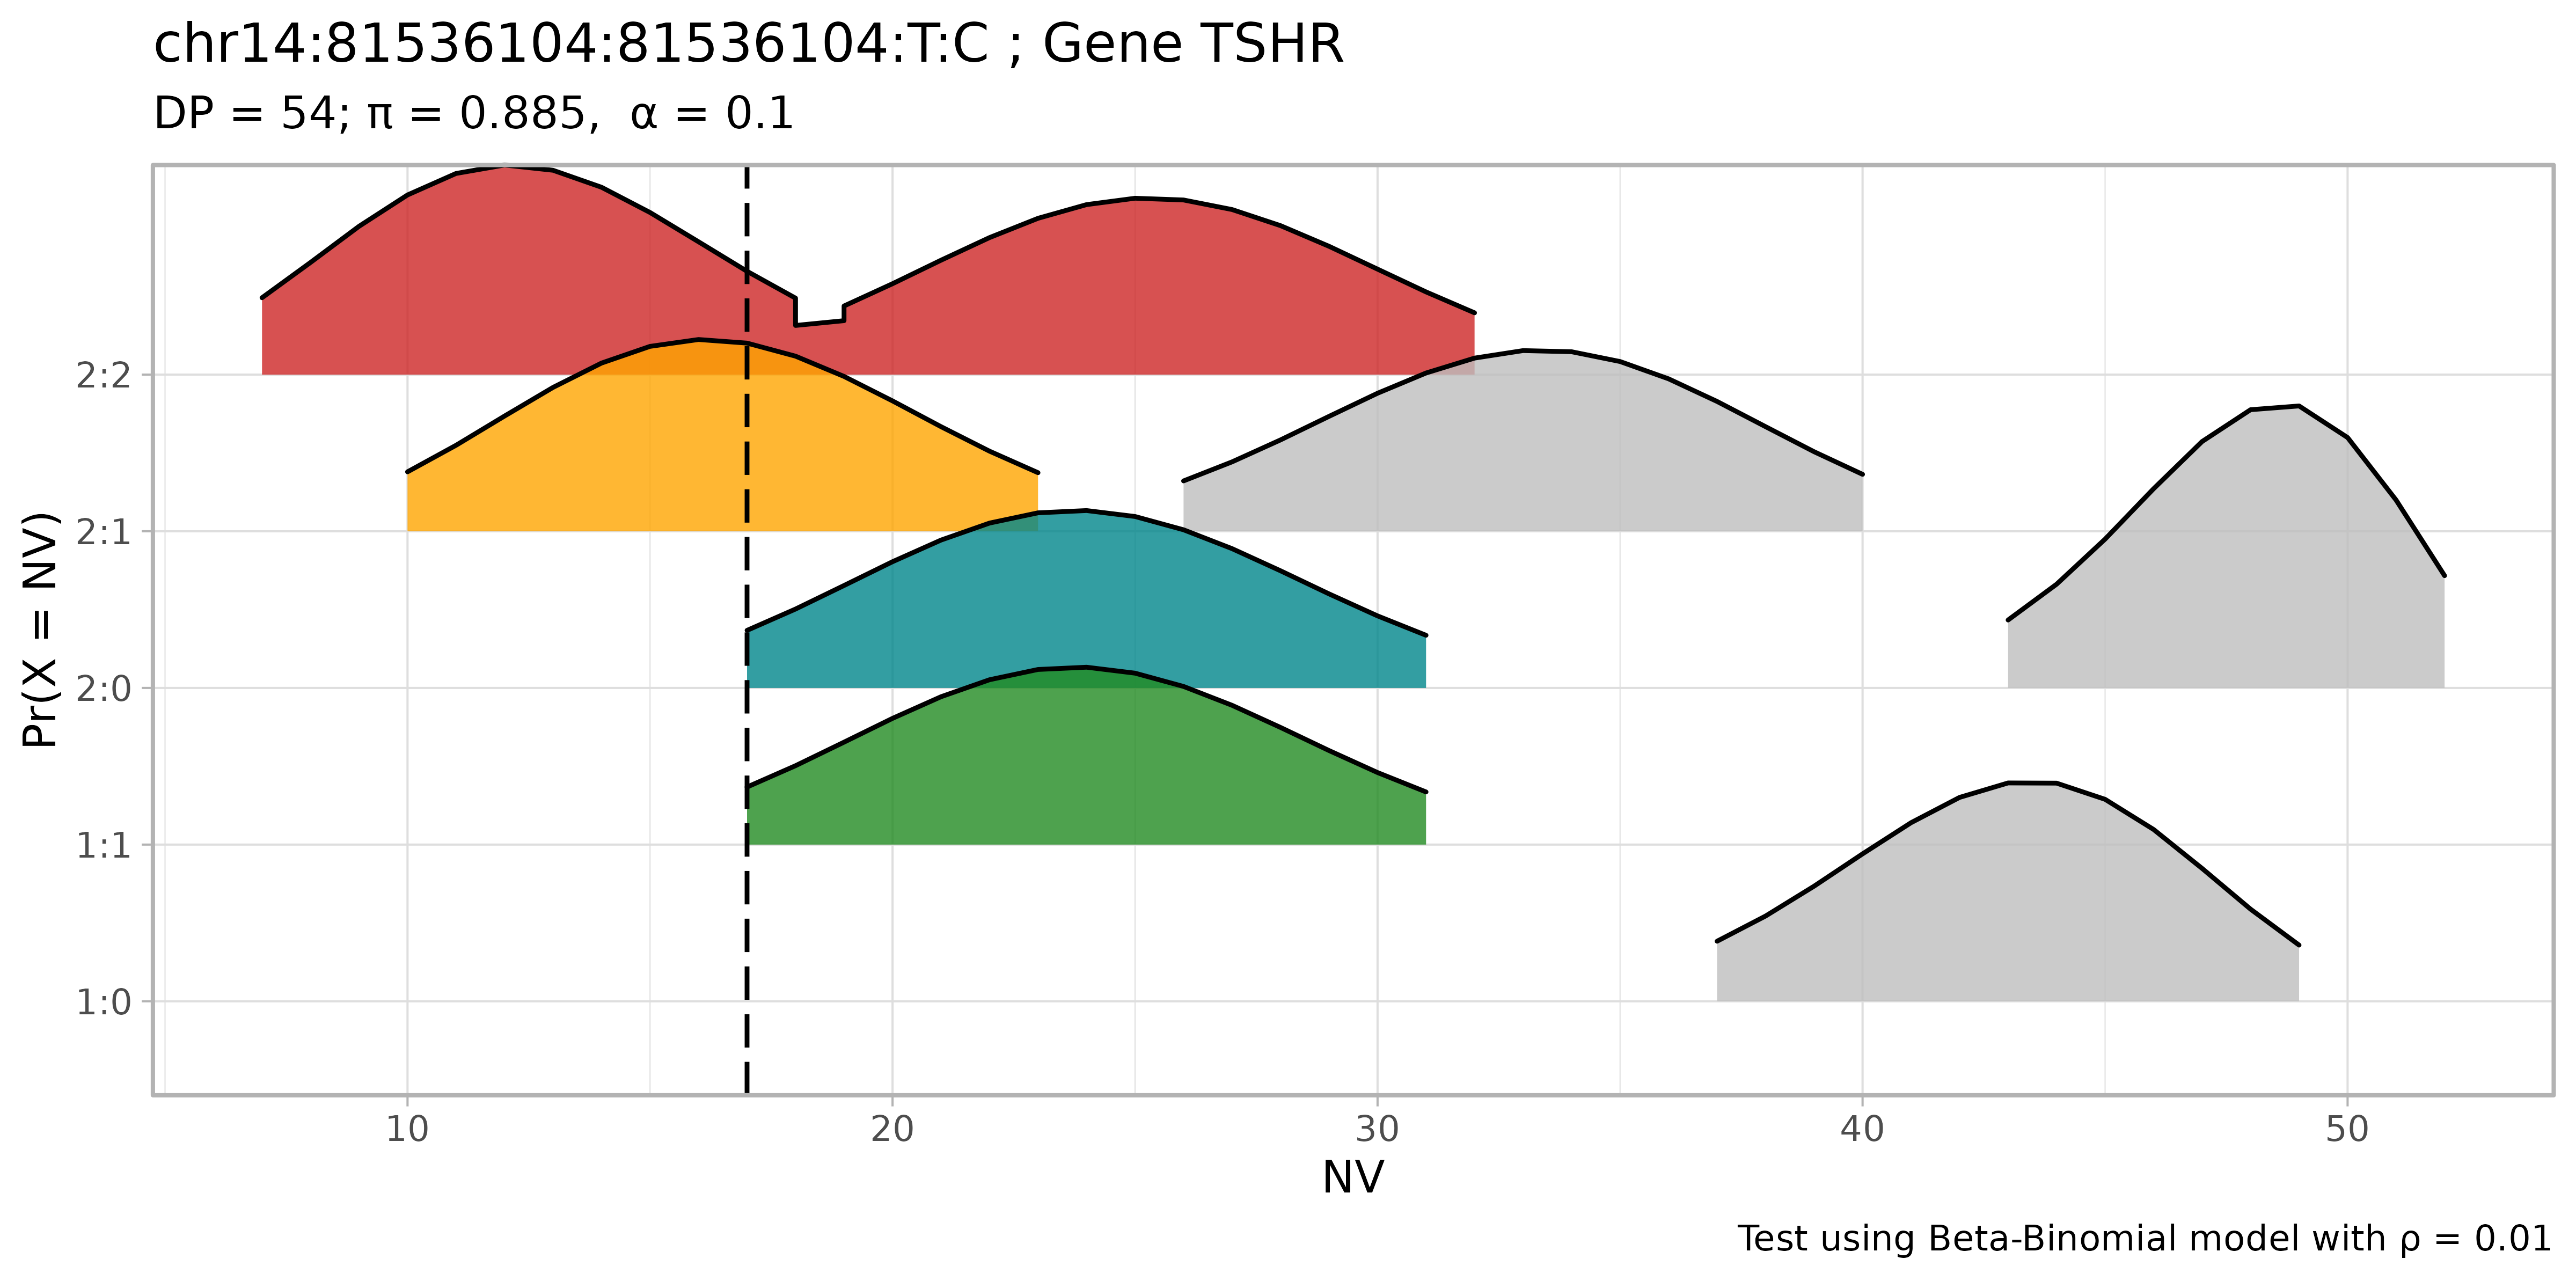 chr14:81536104:81536104:T:C ; Gene TSHR
DP = 54; π = 0.885,  α = 0.1
Pr(X = NV)
2:2
2:1
2:0
1:1
1:0
10 20 30 40 50
NV
Test using Beta-Binomial model with ρ = 0.01